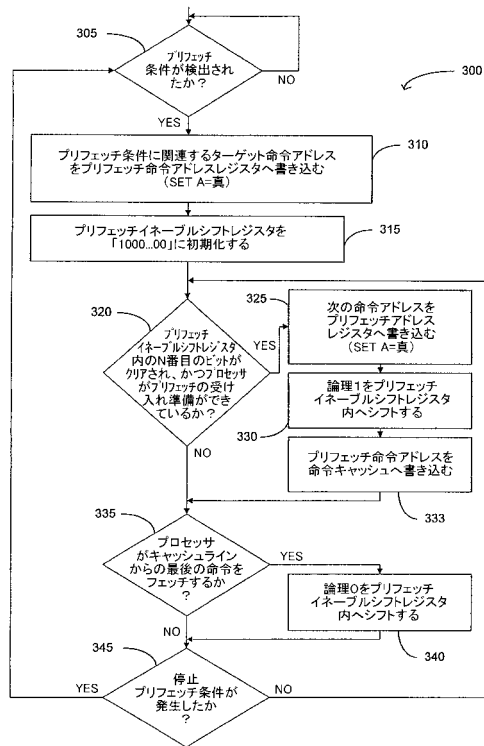 305
プリフェッチ
条件が検出され
たか?
NO
300
YES
310
プリフェッチ条件に関連するターゲット命令アドレス
をプリフェッチ命令アドレスレジスタへ書き込む
(SET A=真)
プリフェッチイネーブルシフトレジスタを
「1000...00」に初期化する
315
320
プリフェッチ
イネーブルシフトレジスタ
内のN番目のビットが
クリアされ、かつプロセッサ
がプリフェッチの受け
入れ準備ができ
ているか?
YES
325
次の命令アドレスを
プリフェッチアドレス
レジスタへ書き込む
(SET A=真)
論理1をプリフェッチ
イネーブルシフトレジスタ
内へシフトする
330
プリフェッチ命令アドレスを
命令キャッシュへ書き込む
333
NO
335
プロセッサ
がキャッシュライン
からの最後の命令を
フェッチするか
?
YES
論理0をプリフェッチ
イネーブルシフトレジスタ
内へシフトする
340
NO
345
停止
プリフェッチ条件が
発生したか
?
YES
NO